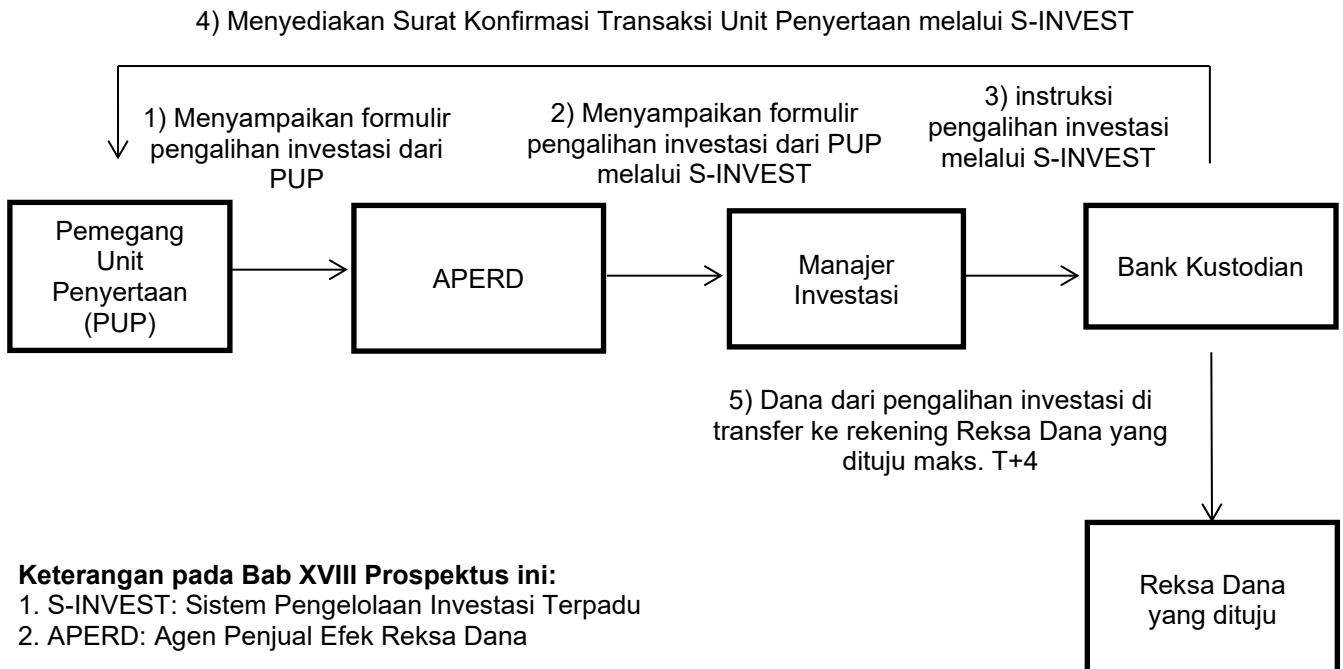 4) Menyediakan Surat Konfirmasi Transaksi Unit Penyertaan melalui S-INVEST
1) Menyampaikan formulir
pengalihan investasi dari
PUP
2) Menyampaikan formulir
pengalihan investasi dari PUP
melalui S-INVEST
3) instruksi
pengalihan investasi
melalui S-INVEST
Pemegang
Unit
Penyertaan
(PUP)
APERD
Manajer
Investasi
Bank Kustodian
5) Dana dari pengalihan investasi di
transfer ke rekening Reksa Dana yang
dituju maks. T+4
Reksa Dana
yang dituju
Keterangan pada Bab XVIII Prospektus ini:
1. S-INVEST: Sistem Pengelolaan Investasi Terpadu
2. APERD: Agen Penjual Efek Reksa Dana